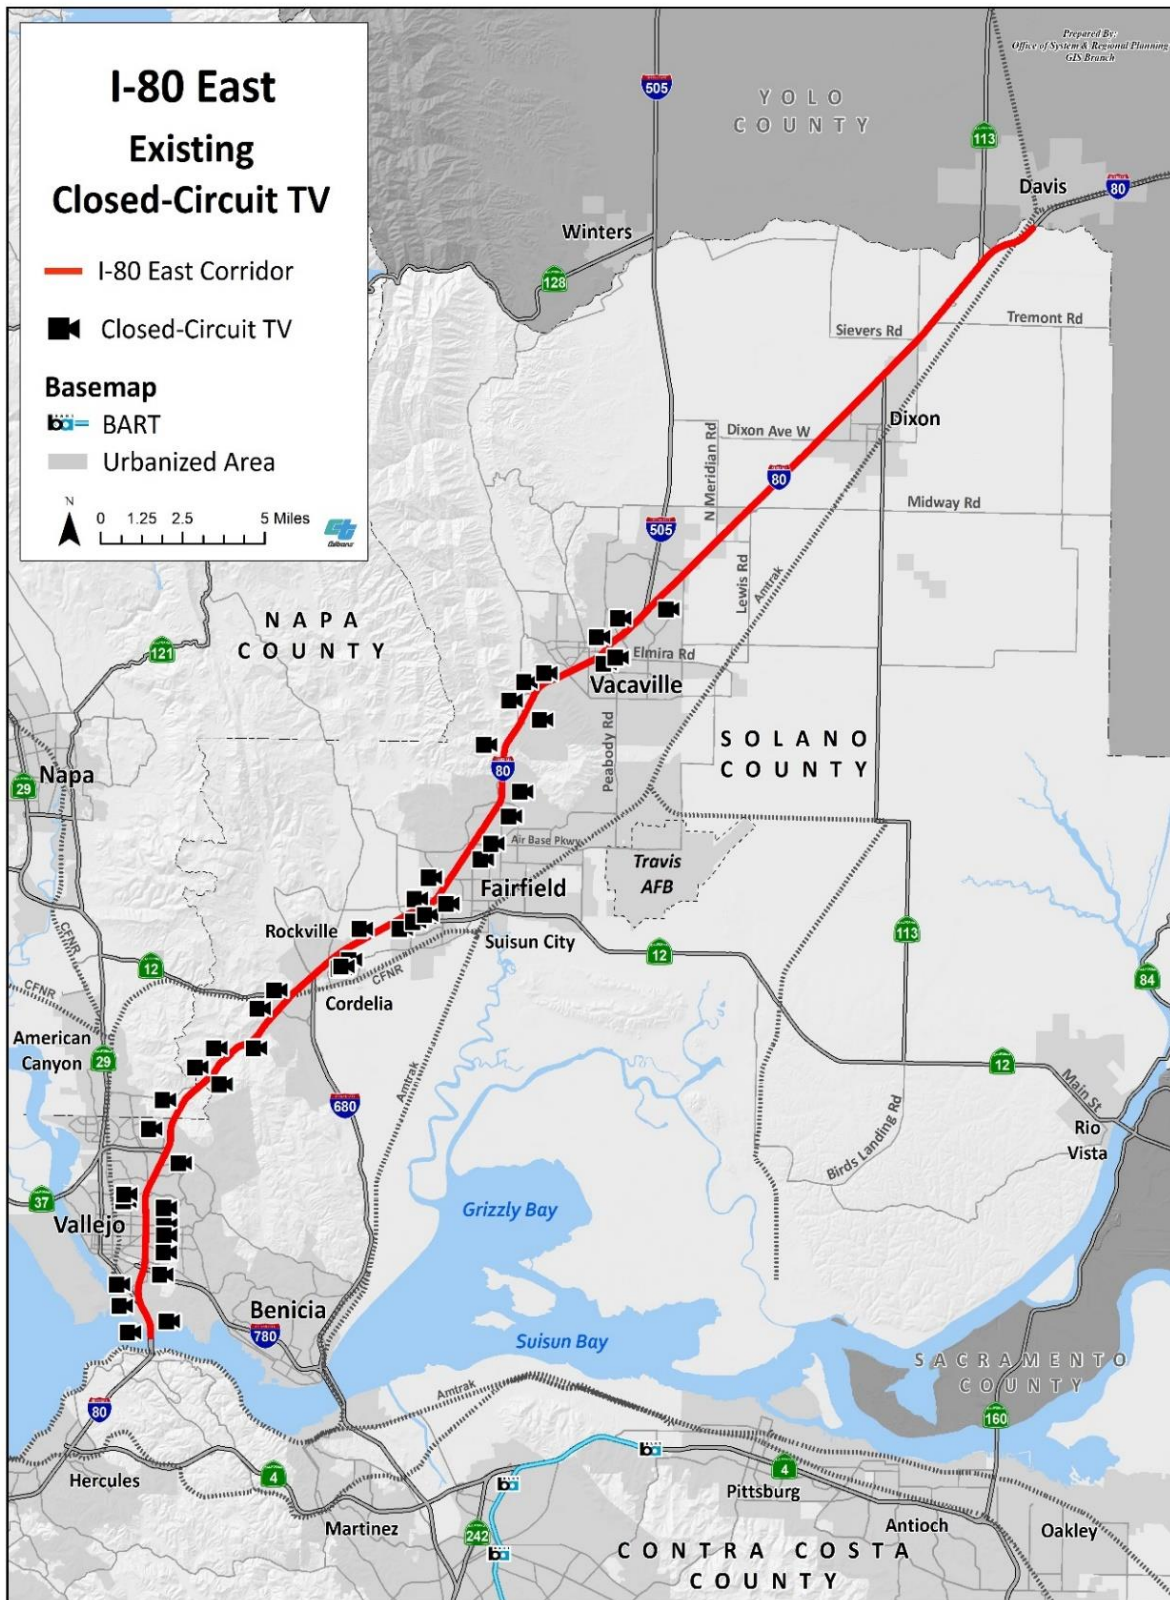 I-80 East
Existing
Closed-Circuit TV
I-80 East Corridor
Closed-Circuit TV
Basemap
BART
Urbanized Area
N
0 1.25 2.5 5 Miles
Caltrans
Prepared By:
Office of System & Regional Planning
GIS Branch
505
YOLO
COUNTY
113
Davis
80
Winters
128
Sievers Rd
Tremont Rd
Dixon
Dixon Ave W
N Meridian Rd
80
Midway Rd
505
Lewis Rd
Amtrak
NAPA
COUNTY
121
Elmira Rd
Vacaville
Peabody Rd
SOLANO
COUNTY
Napa
29
80
Air Base Pkwy
Travis
AFB
Fairfield
Rockville
Suisun City
CFNR
12
CFNR
12
113
84
Cordelia
CFNR
American
Canyon
29
680
Amtrak
12
Main St
Rio
Vista
Birds Landing Rd
37
Vallejo
Grizzly Bay
Benicia
780
Suisun Bay
SACRAMENTO
COUNTY
80
Amtrak
160
Hercules
4
ba
ba
4
Pittsburg
Martinez
242
ba
Antioch
Oakley
CONTRA COSTA
COUNTY